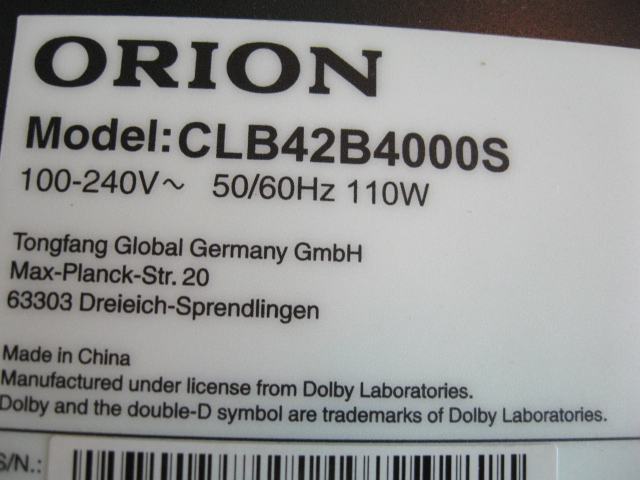 ORION
Model:CLB42B4000S
100-240V~ 50/60Hz 110W
Tongfang Global Germany GmbH
Max-Planck-Str. 20
63303 Dreieich-Sprendlingen
Made in China
Manufactured under license from Dolby Laboratories.
Dolby and the double-D symbol are trademarks of Dolby Laboratories.
S/N.: